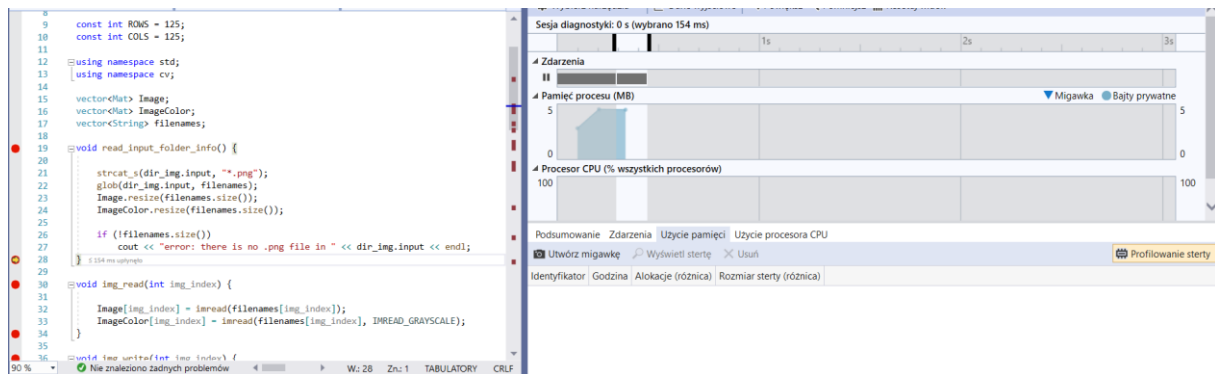 8
9 const int ROWS = 125;
10 const int COLS = 125;
11
12 using namespace std;
13 using namespace cv;
14
15 vector<Mat> Image;
16 vector<Mat> ImageColor;
17 vector<String> filenames;
18
19 void read_input_folder_info() {
20
21 strcat_s(dir_img.input, "*.png");
22 glob(dir_img.input, filenames);
23 Image.resize(filenames.size());
24 ImageColor.resize(filenames.size());
25
26 if (!filenames.size())
27 cout << "error: there is no .png file in " << dir_img.input << endl;
28 } ≤ 154 ms upłynęło
29
30 void img_read(int img_index) {
31
32 Image[img_index] = imread(filenames[img_index]);
33 ImageColor[img_index] = imread(filenames[img_index], IMREAD_GRAYSCALE);
34 }
35
36 void img_write(int img_index) {
90 % Nie znaleziono żadnych problemów W.: 28 Zn.: 1 TABULATORY CRLF
Sesja diagnostyki: 0 s (wybrano 154 ms)
1s 2s 3s
Zdarzenia
Pamięć procesu (MB) Migawka Bajty prywatne
5 5
0 0
Procesor CPU (% wszystkich procesorów)
100 100
Podsumowanie Zdarzenia Użycie pamięci Użycie procesora CPU
Utwórz migawkę Wyświetl stertę Usuń Profilowanie sterty
Identyfikator Godzina Alokacje (różnica) Rozmiar sterty (różnica)